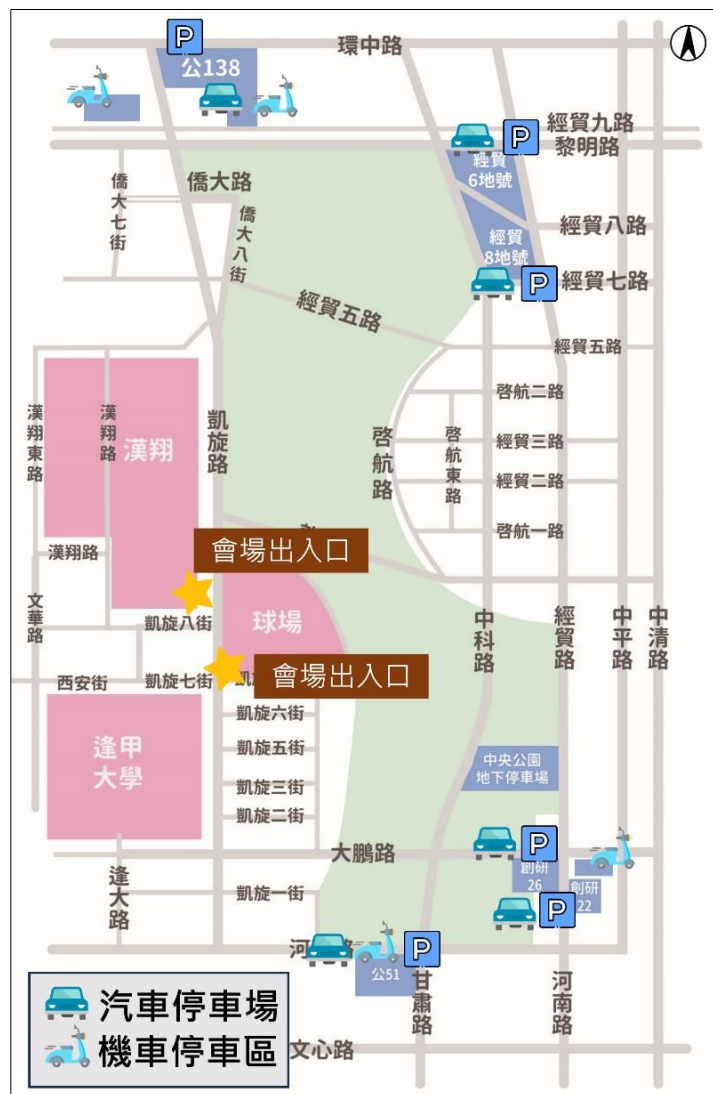 P
環中路
公138
經貿九路
P
黎明路
經貿
6地號
僑大路
僑大七街
僑大八街
經貿八路
經貿
8地號
P
經貿七路
經貿五路
經貿五路
漢翔東路
漢翔路
漢翔
凱旋路
啓航路
啓航東路
啓航二路
經貿三路
經貿二路
啓航一路
會場出入口
漢翔路
文華路
凱旋八街
球場
中科路
經貿路
中平路
中清路
會場出入口
西安街
凱旋七街
凱旋六街
逢甲
大學
凱旋五街
中央公園
地下停車場
凱旋三街
凱旋二街
大鵬路
P
創研
26
創研
22
逢大路
凱旋一街
P
河
路
P
公51
甘肅路
河南路
汽車停車場
機車停車區
文心路